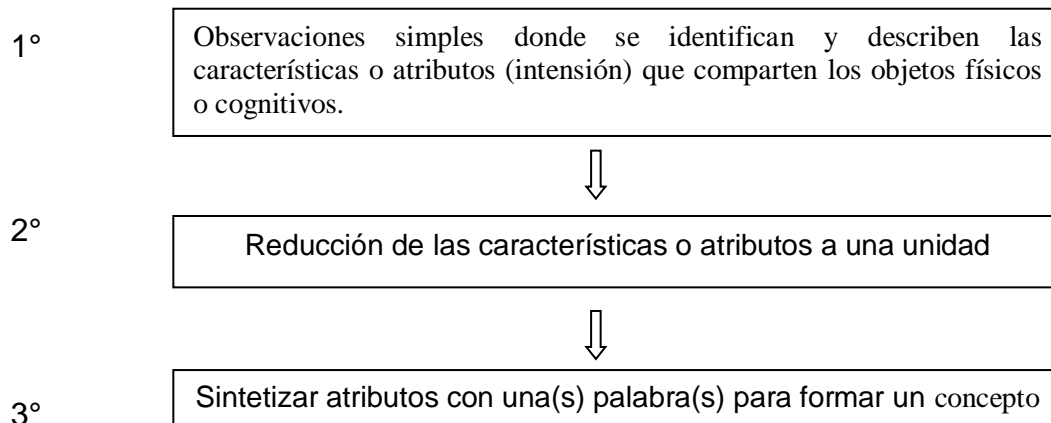 1°
Observaciones simples donde se identifican y describen las
características o atributos (intensión) que comparten los objetos físicos
o cognitivos.
2°
Reducción de las características o atributos a una unidad
3°
Sintetizar atributos con una(s) palabra(s) para formar un concepto